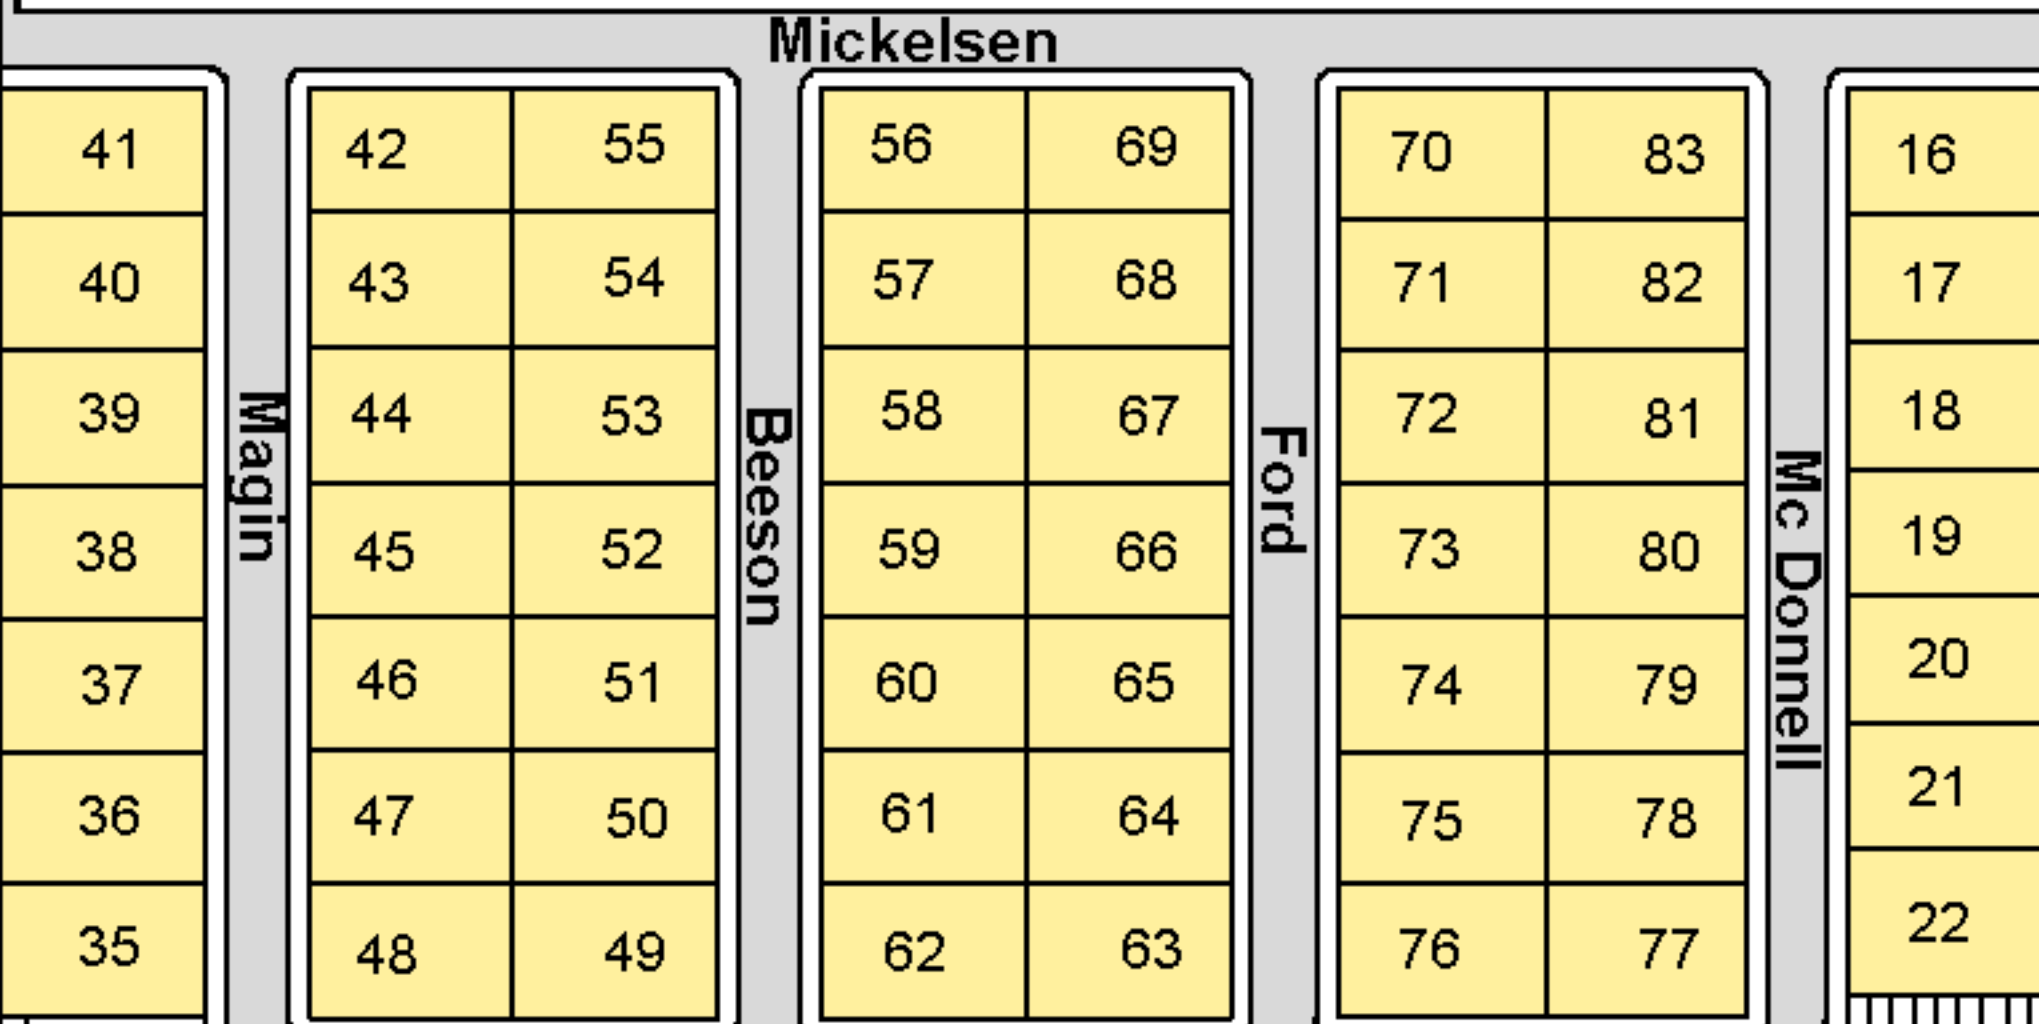 Mickelsen
41 42 55 56 69 70 83 16
40 43 54 57 68 71 82 17
39 44 53 58 67 72 81 18
38 45 52 59 66 73 80 19
37 46 51 60 65 74 79 20
36 47 50 61 64 75 78 21
35 48 49 62 63 76 77 22
Magin
Beeson
Ford
Mc Donnell